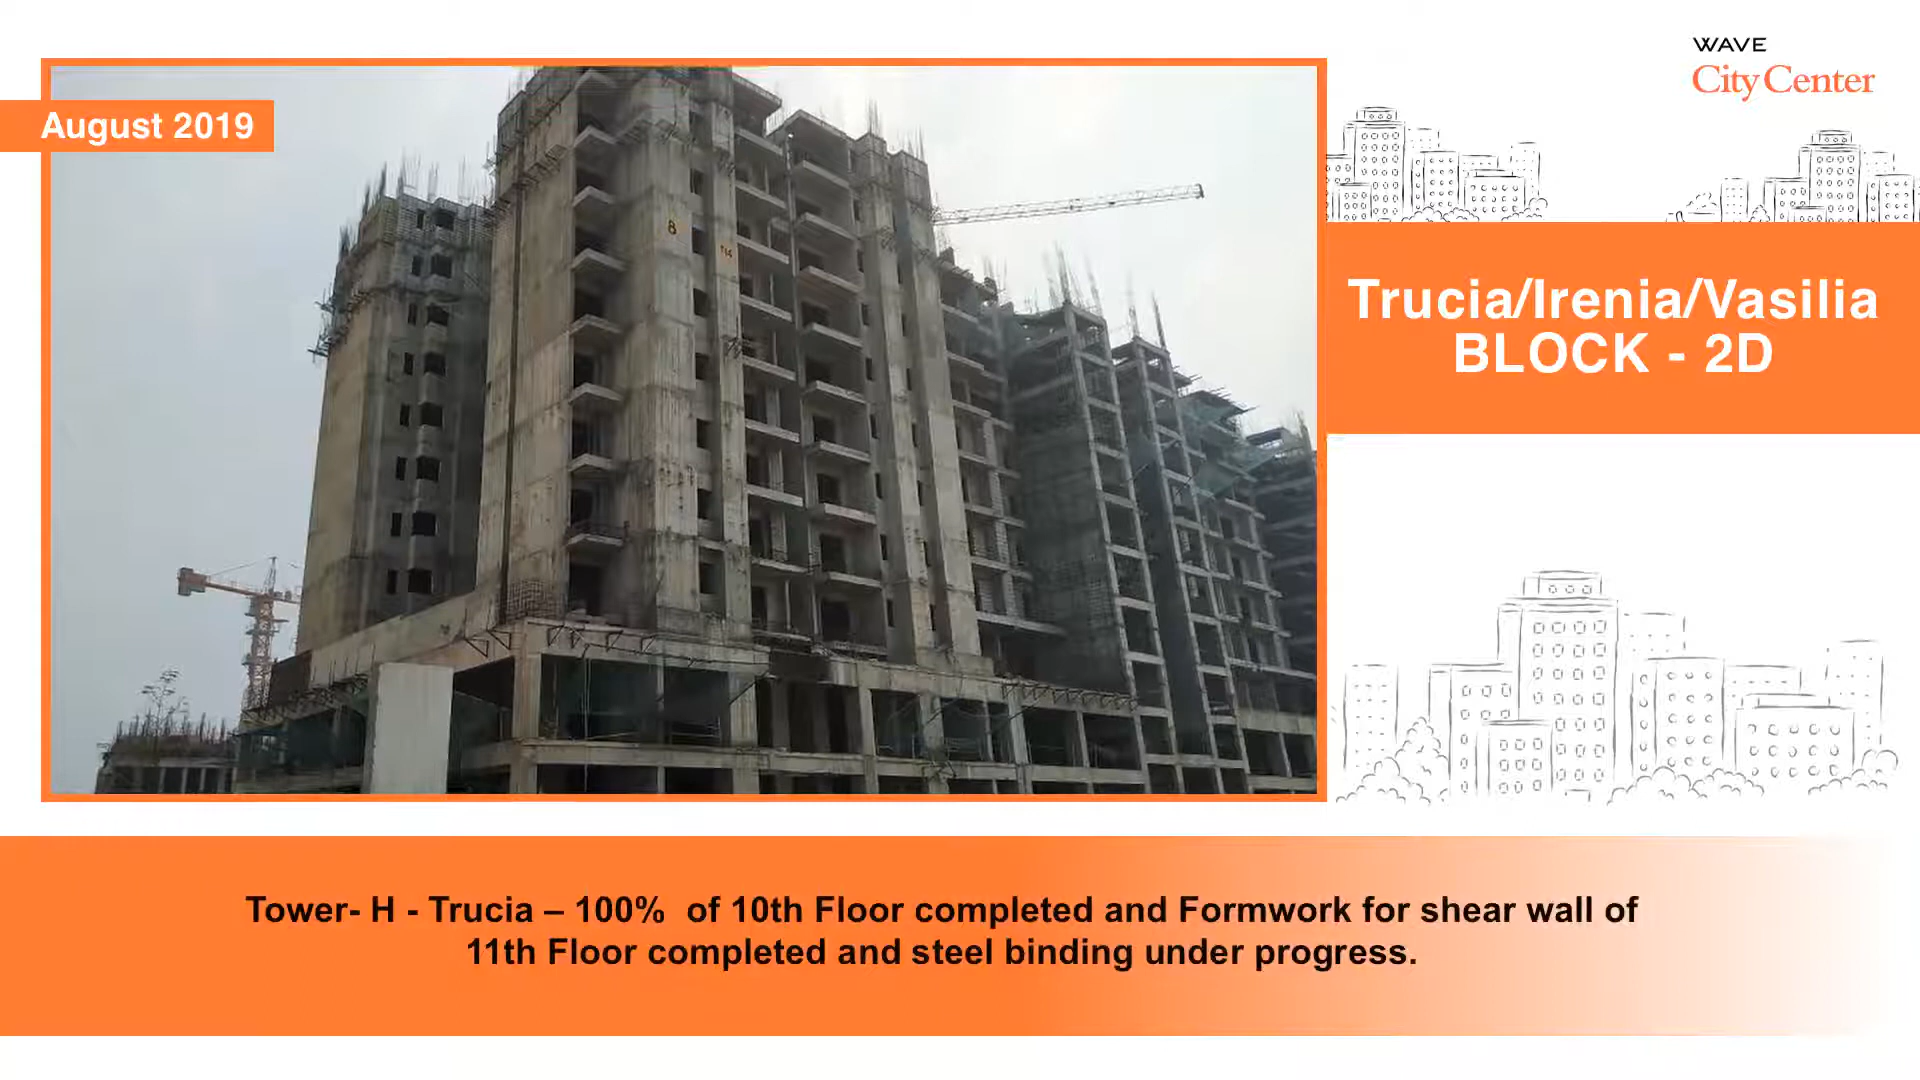 WAVE
City Center
August 2019
Trucia/Irenia/Vasilia
BLOCK - 2D
8
Tower- H - Trucia – 100%  of 10th Floor completed and Formwork for shear wall of
11th Floor completed and steel binding under progress.